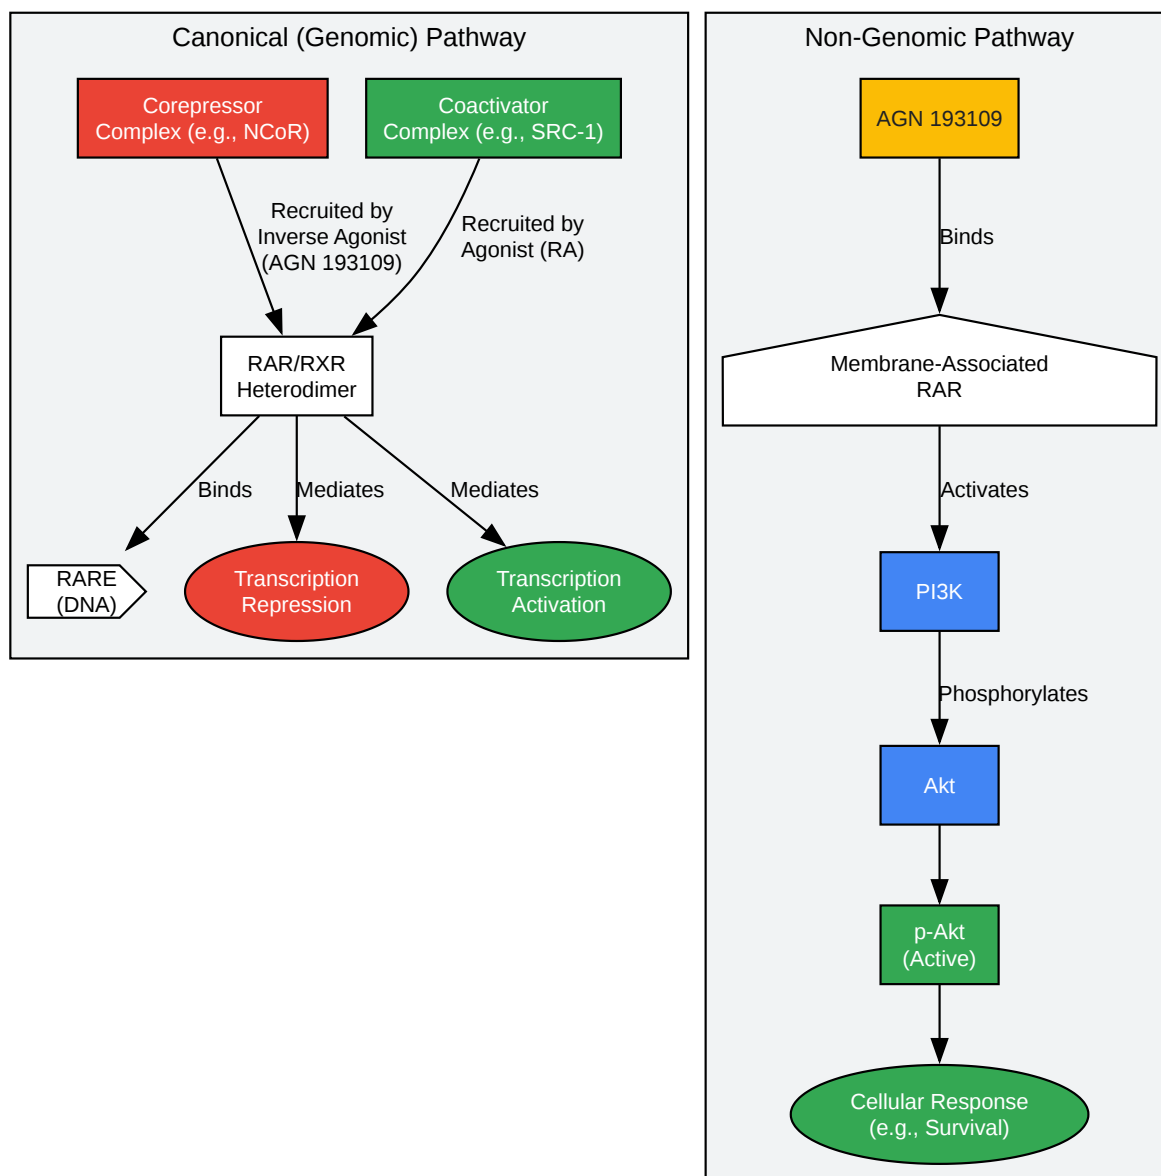 Canonical (Genomic) Pathway
Corepressor
Complex (e.g., NCoR)
Coactivator
Complex (e.g., SRC-1)
Recruited by
Inverse Agonist
(AGN 193109)
Recruited by
Agonist (RA)
RAR/RXR
Heterodimer
Binds
Mediates
Mediates
RARE
(DNA)
Transcription
Repression
Transcription
Activation
Non-Genomic Pathway
AGN 193109
Binds
Membrane-Associated
RAR
Activates
PI3K
Phosphorylates
Akt
p-Akt
(Active)
Cellular Response
(e.g., Survival)